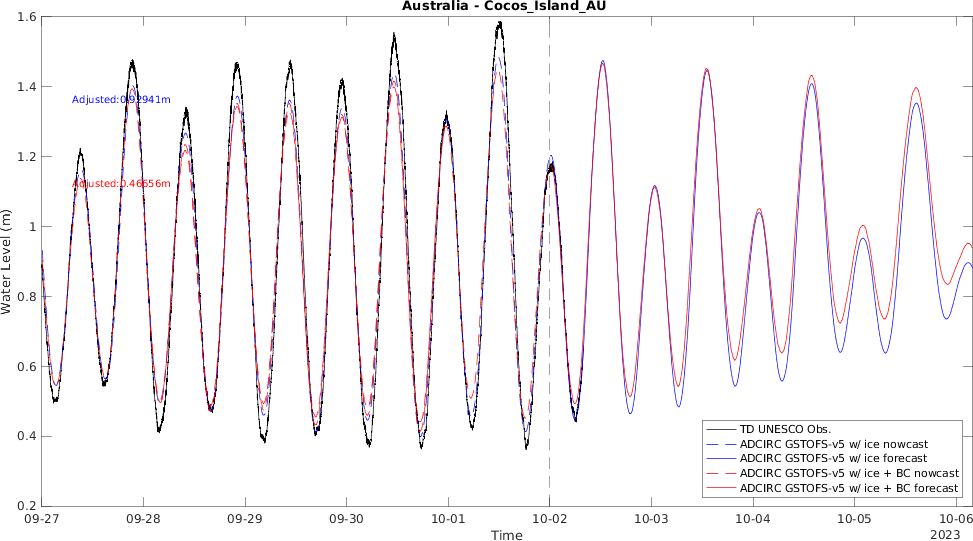 Australia - Cocos_Island_AU
1.6
1.4
1.2
1
0.8
0.6
0.4
0.2
Water Level (m)
Adjusted:0.92941m
Adjusted:0.46656m
TD UNESCO Obs.
ADCIRC GSTOFS-v5 w/ ice nowcast
ADCIRC GSTOFS-v5 w/ ice forecast
ADCIRC GSTOFS-v5 w/ ice + BC nowcast
ADCIRC GSTOFS-v5 w/ ice + BC forecast
09-27 09-28 09-29 09-30 10-01 10-02 10-03 10-04 10-05 10-06
2023
Time